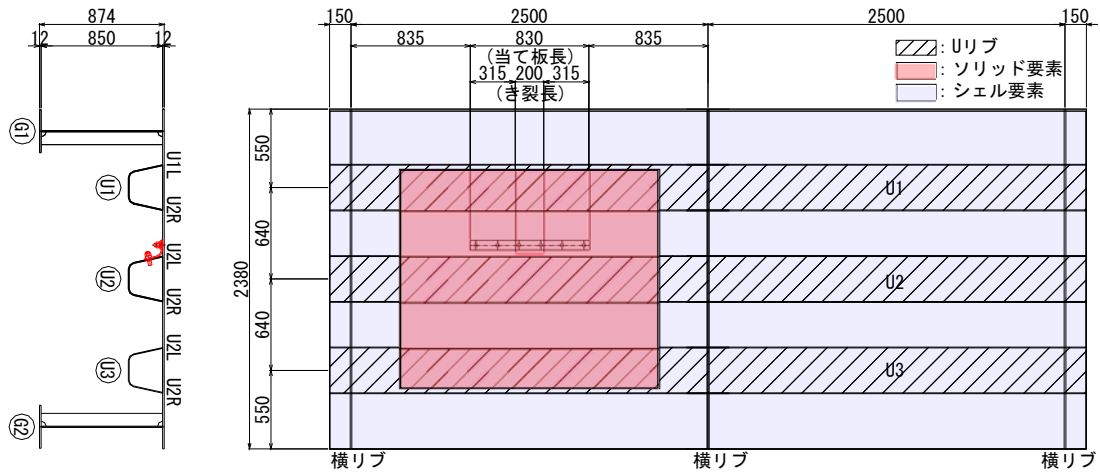 874
12 850 12
G1
U1L
U1
U2R
U2L
U2
U2R
U2L
U3
U2R
G2
150 2500 2500 150
835 830 835
(当て板長)
315 200 315
(き裂長)
: Uリブ
: ソリッド要素
: シェル要素
550
640
2380
640
550
U1
U2
U3
横リブ 横リブ 横リブ